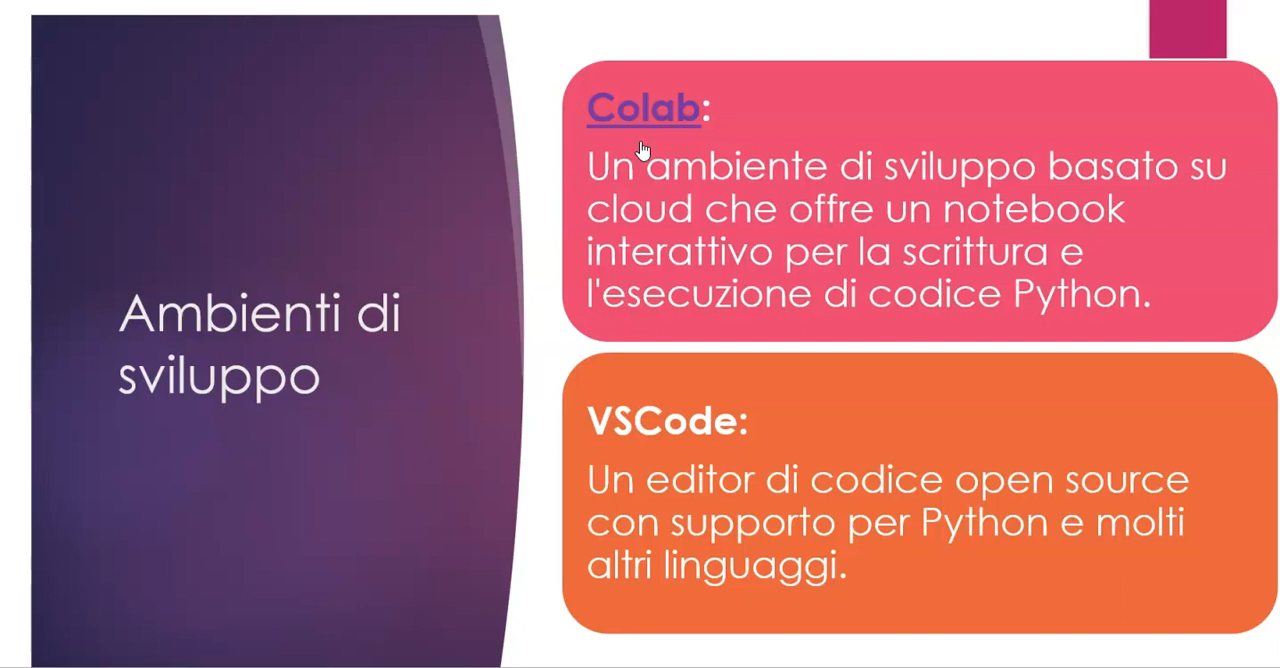 Ambienti di
sviluppo
Colab:
Un ambiente di sviluppo basato su
cloud che offre un notebook
interattivo per la scrittura e
l'esecuzione di codice Python.
VSCode:
Un editor di codice open source
con supporto per Python e molti
altri linguaggi.